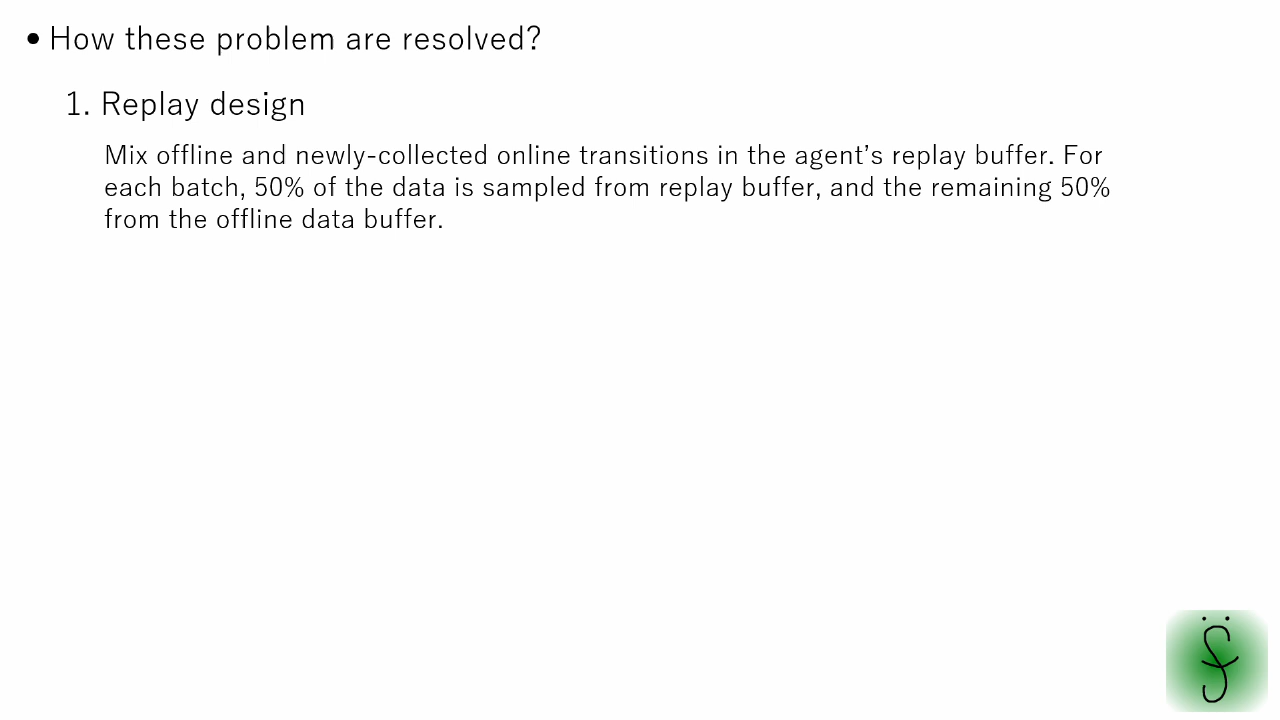 • How these problem are resolved?
1. Replay design
Mix offline and newly-collected online transitions in the agent’s replay buffer. For
each batch, 50% of the data is sampled from replay buffer, and the remaining 50%
from the offline data buffer.